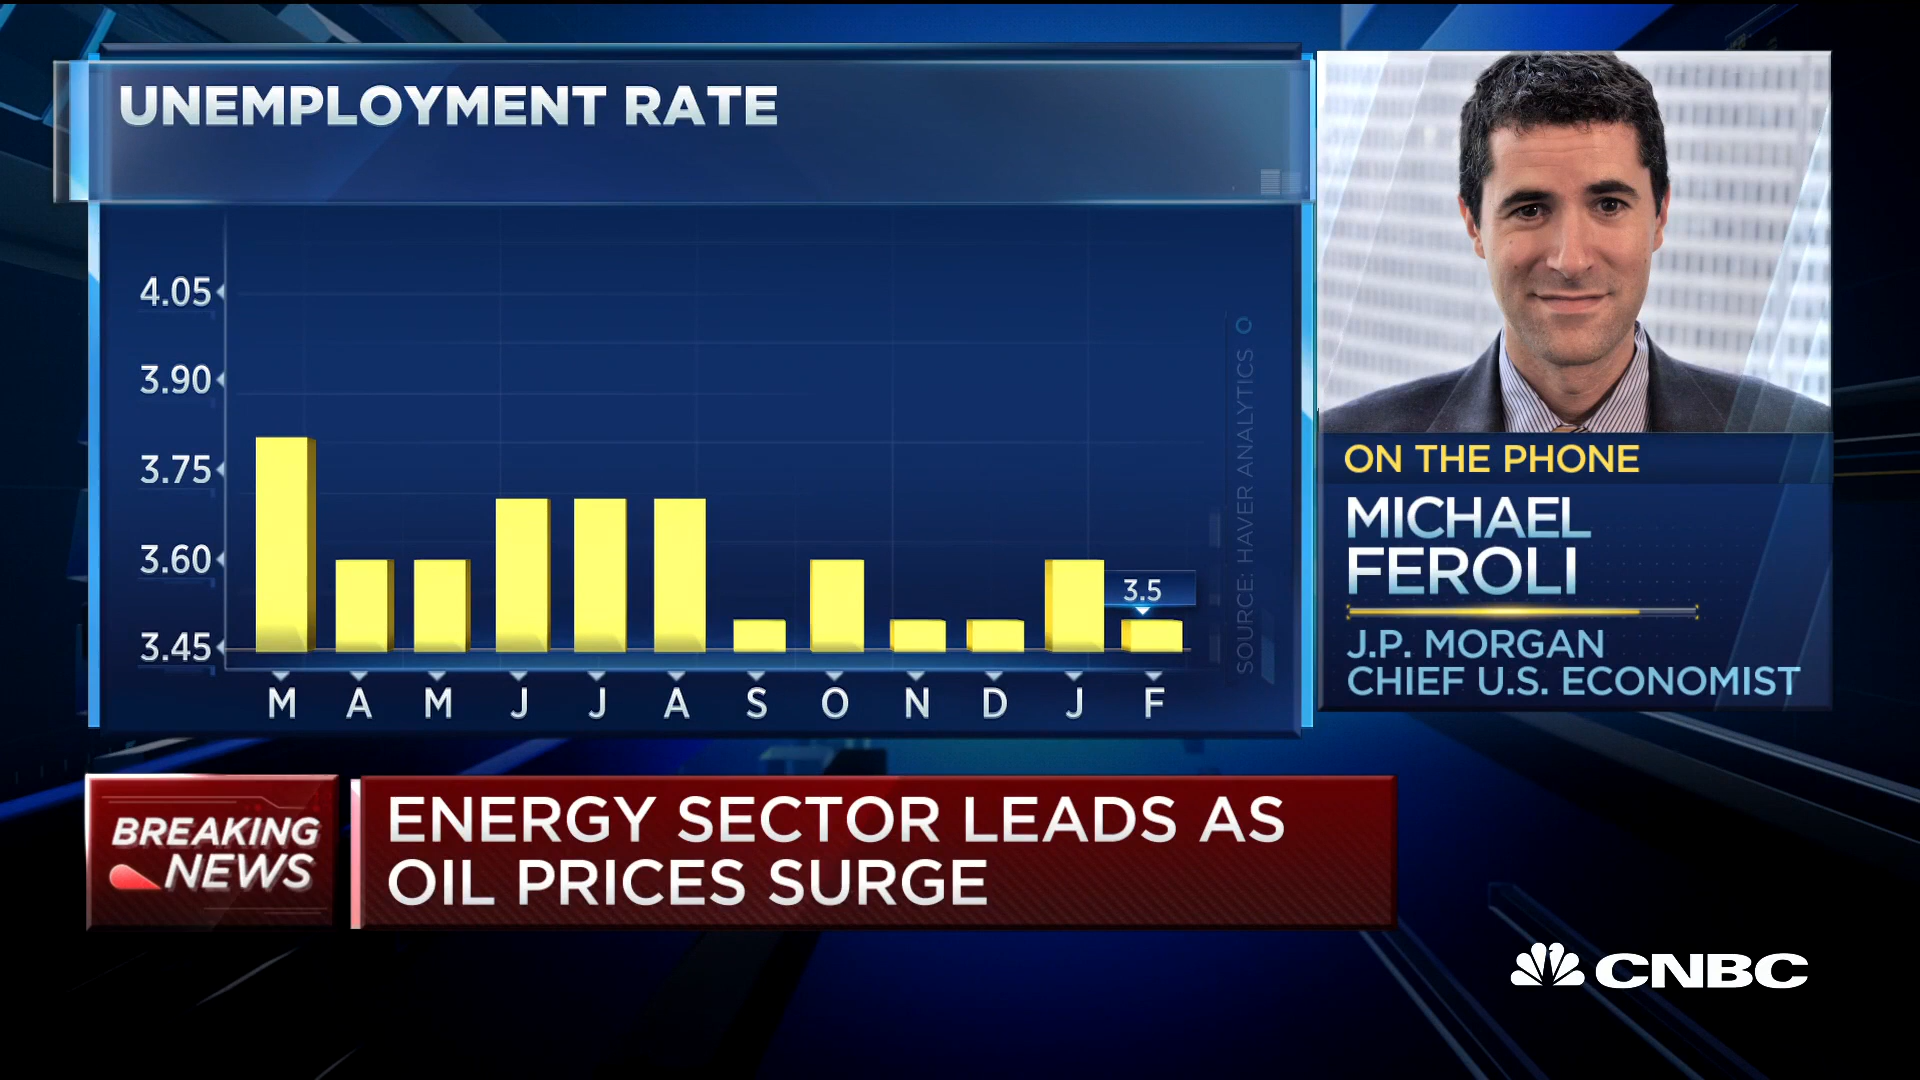 UNEMPLOYMENT RATE
4.05
3.90
3.75
3.60
3.45
3.5
M A M J J A S O N D J F
SOURCE: HAVER ANALYTICS
ON THE PHONE
MICHAEL
FEROLI
J.P. MORGAN
CHIEF U.S. ECONOMIST
BREAKING
NEWS
ENERGY SECTOR LEADS AS
OIL PRICES SURGE
CNBC